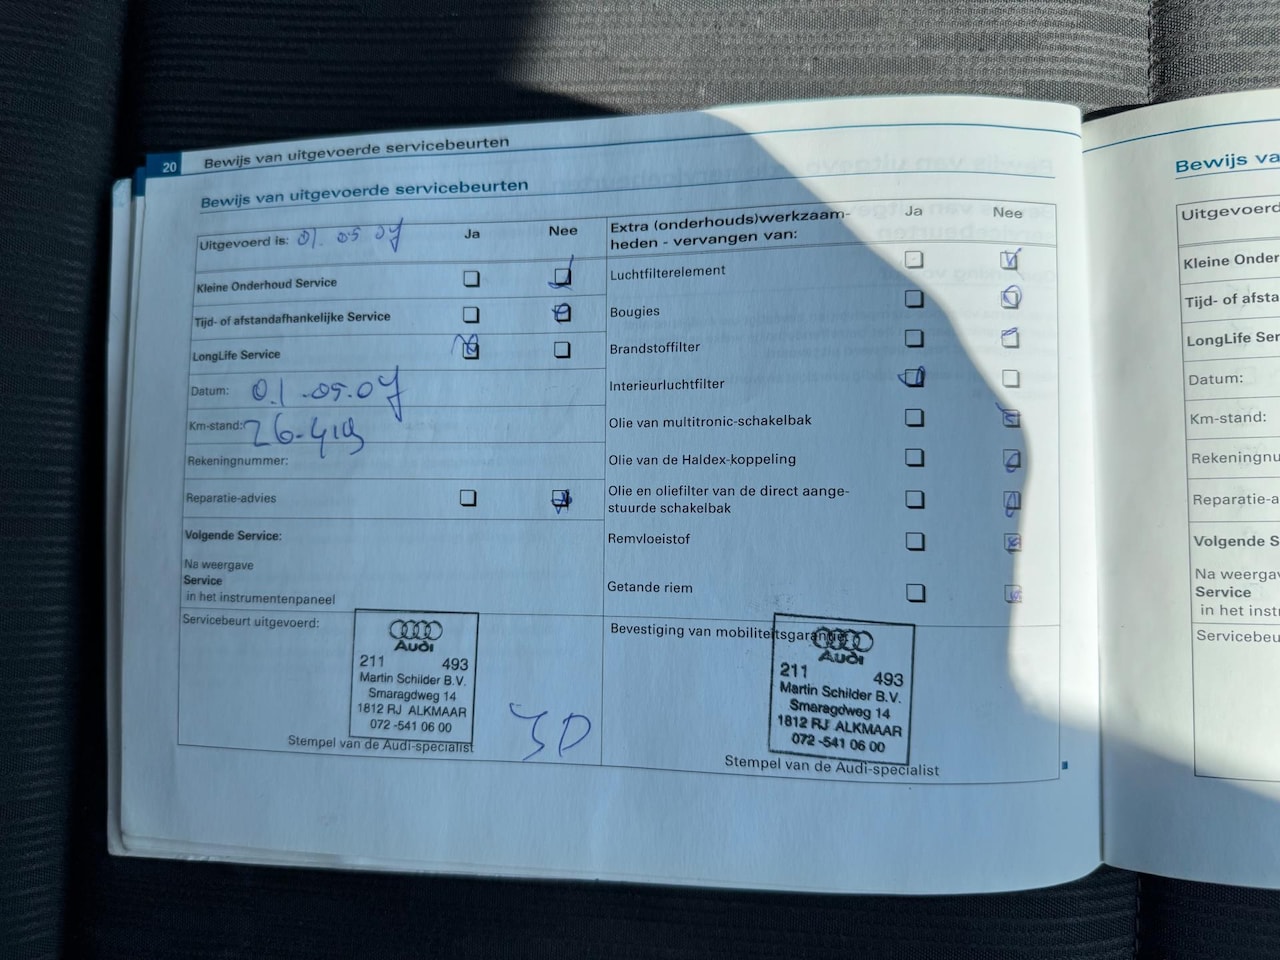 20 Bewijs van uitgevoerde servicebeurten
Bewijs van uitgevoerde servicebeurten
Uitgevoerd is: 01. 05 07 Ja Nee
Kleine Onderhoud Service
Tijd- of afstandafhankelijke Service
LongLife Service
Datum: 01.-05.07
Km-stand: 26.419
Rekeningnummer:
Reparatie-advies
Volgende Service:
Na weergave
Service
in het instrumentenpaneel
Servicebeurt uitgevoerd:
Audi
211 493
Martin Schilder B.V.
Smaragdweg 14
1812 RJ ALKMAAR
072 -541 06 00
Stempel van de Audi-specialist
Extra (onderhouds)werkzaam-
heden - vervangen van: Ja Nee
Luchtfilterelement
Bougies
Brandstoffilter
Interieurluchtfilter
Olie van multitronic-schakelbak
Olie van de Haldex-koppeling
Olie en oliefilter van de direct aange-
stuurde schakelbak
Remvloeistof
Getande riem
Bevestiging van mobiliteitsgarantie:
Audi
211 493
Martin Schilder B.V.
Smaragdweg 14
1812 RJ ALKMAAR
072 -541 06 00
Stempel van de Audi-specialist
Bewijs va
Uitgevoerd
Kleine Onder
Tijd- of afsta
LongLife Ser
Datum:
Km-stand:
Rekeningnu
Reparatie-a
Volgende S
Na weergav
Service
in het instr
Servicebeu